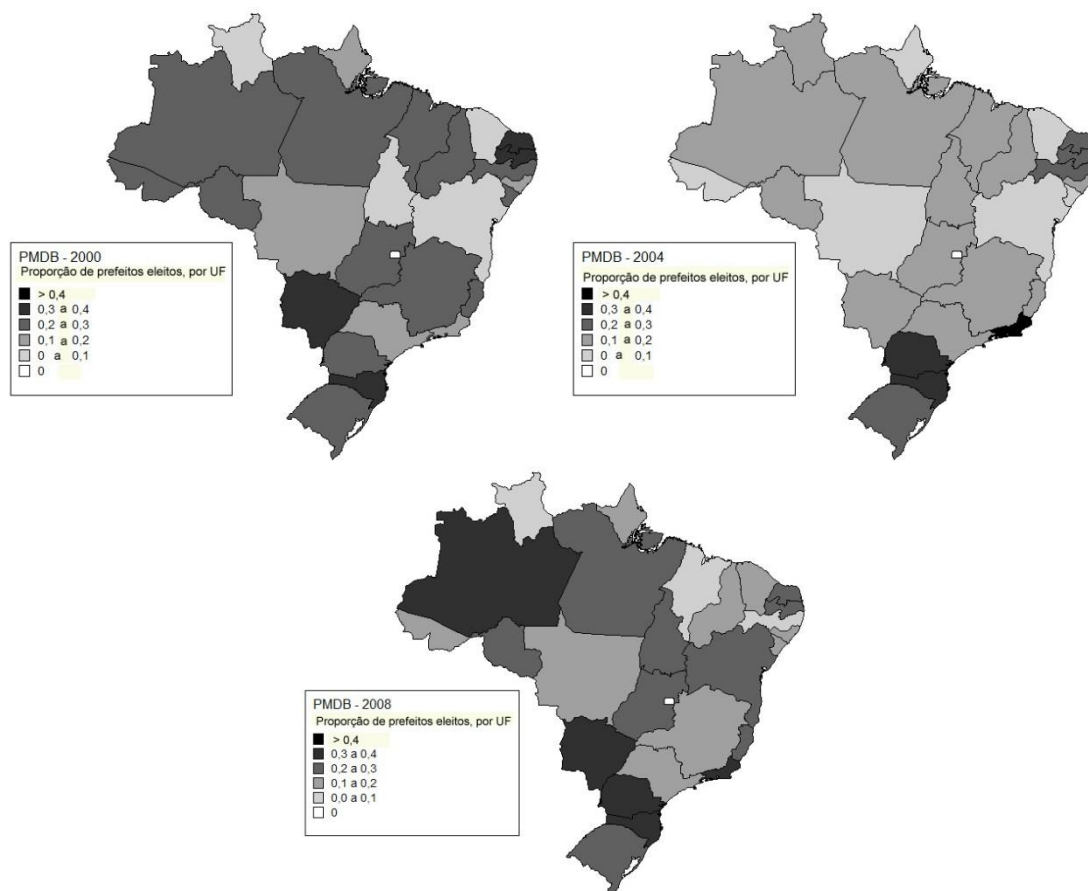 PMDB - 2000
Proporção de prefeitos eleitos, por UF
> 0,4
0,3 a 0,4
0,2 a 0,3
0,1 a 0,2
0 a 0,1
0
PMDB - 2004
Proporção de prefeitos eleitos, por UF
> 0,4
0,3 a 0,4
0,2 a 0,3
0,1 a 0,2
0 a 0,1
0
PMDB - 2008
Proporção de prefeitos eleitos, por UF
> 0,4
0,3 a 0,4
0,2 a 0,3
0,1 a 0,2
0,0 a 0,1
0